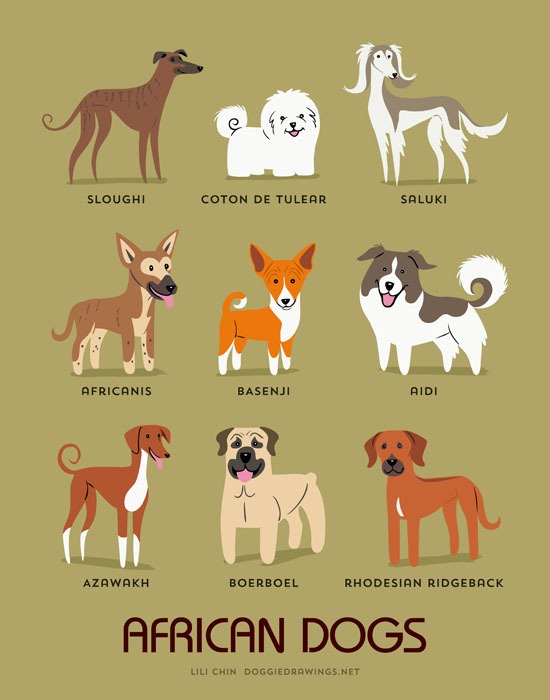 SLOUGHI
COTON DE TULEAR
SALUKI
AFRICANIS
BASENJI
AIDI
AZAWAKH
BOERBOEL
RHODESIAN RIDGEBACK
AFRICAN DOGS
LILI CHIN DOGGIEDRAWINGS.NET